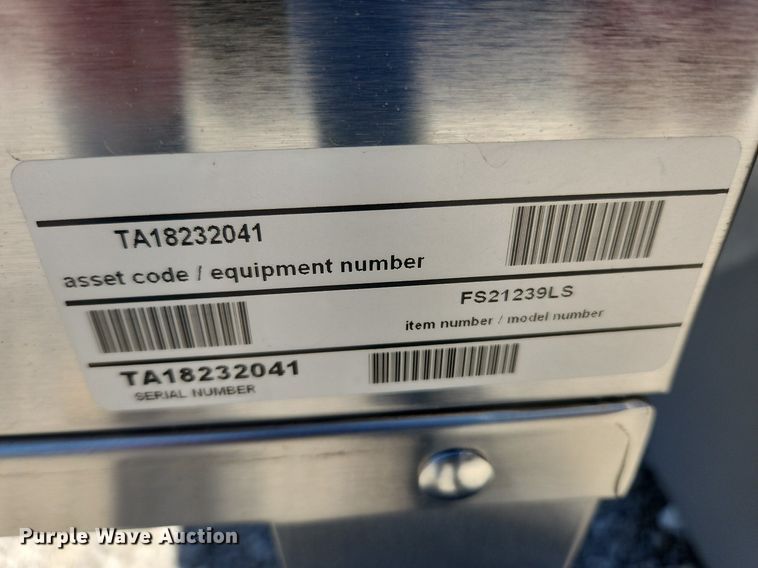 TA18232041
asset code / equipment number
FS21239LS
item number / model number
TA18232041
SERIAL NUMBER
Purple Wave Auction®